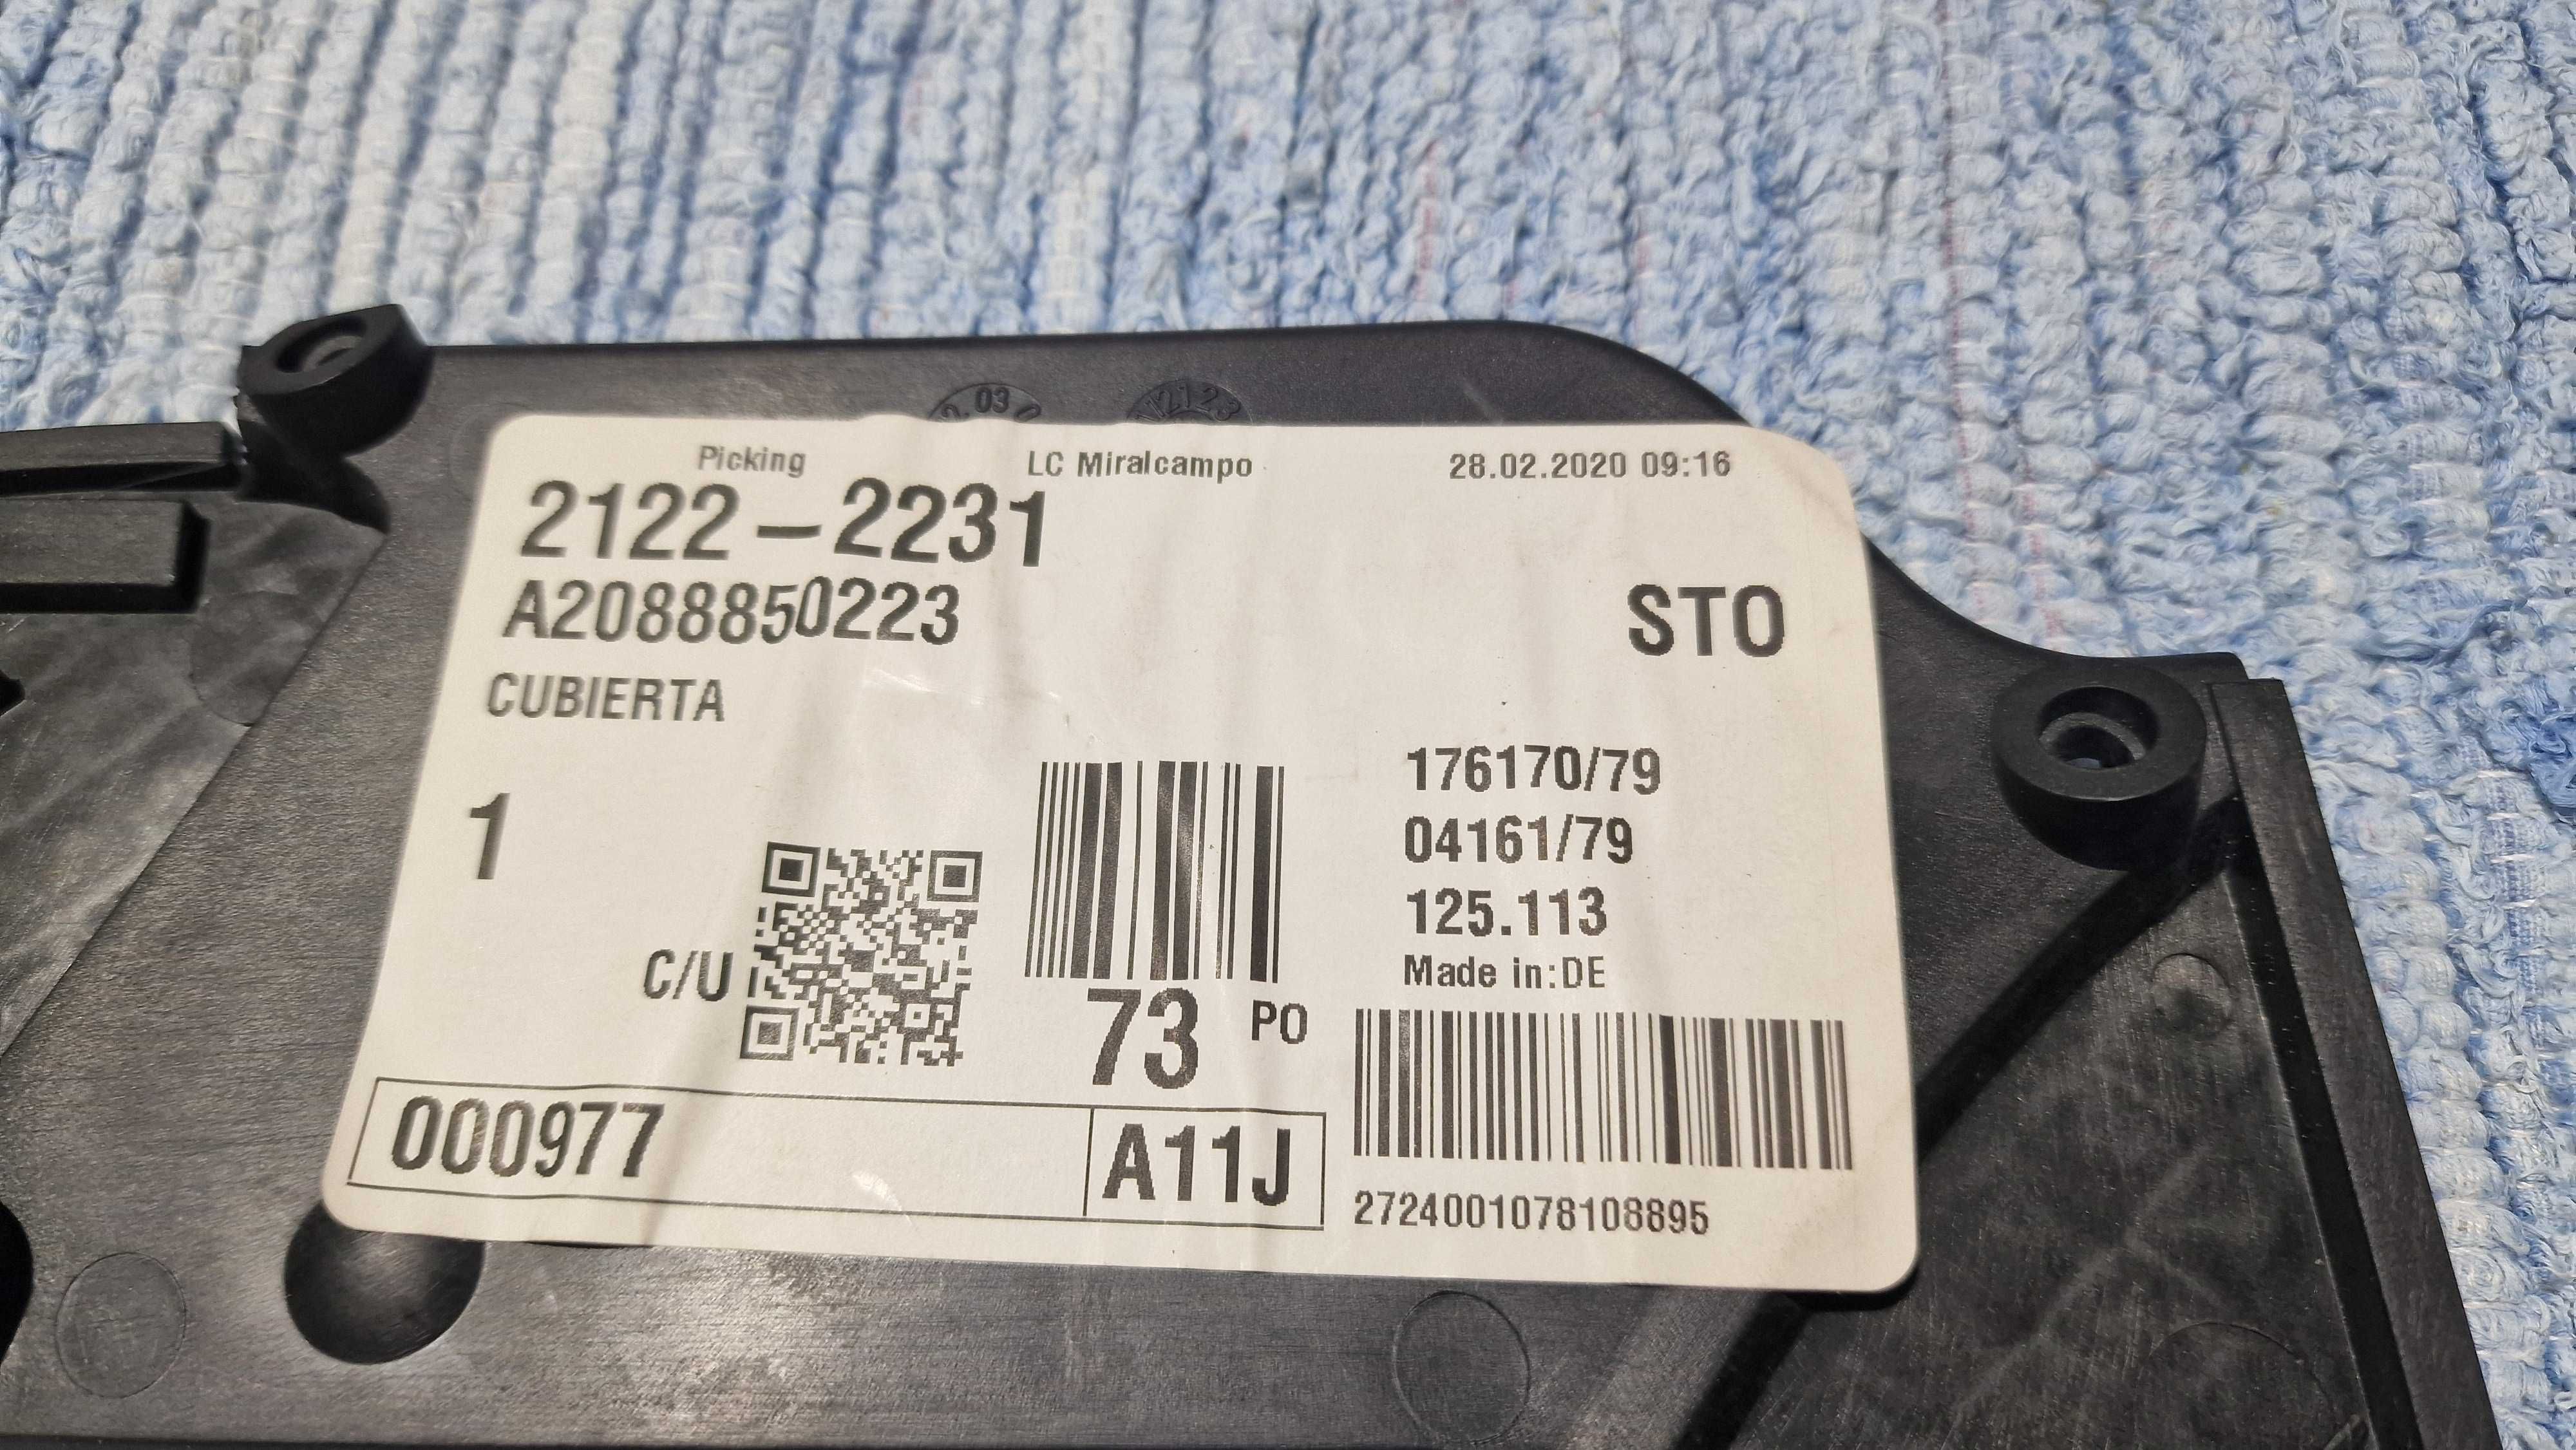 03
Picking LC Miralcampo 28.02.2020 09:16
2122-2231
A2088850223
STO
CUBIERTA
176170/79
04161/79
125.113
Made in:DE
1
C/U
73 PO
000977 A11J
2724001078108895